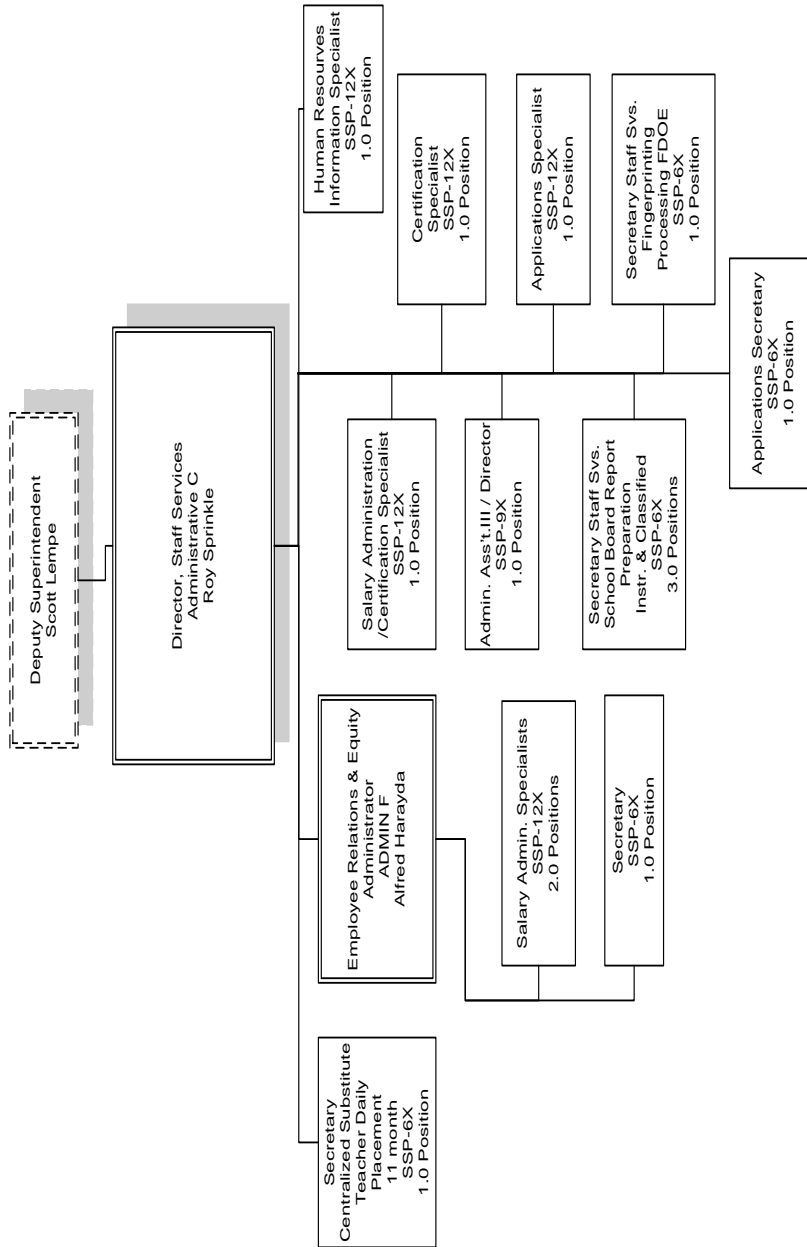 Deputy Superintendent
Scott Lempe
Director, Staff Services
Administrative C
Roy Sprinkle
Secretary
Centralized Substitute
Teacher Daily
Placement
11 month
SSP-6X
1.0 Position
Employee Relations & Equity
Administrator
ADMIN F
Alfred Harayda
Salary Admin. Specialists
SSP-12X
2.0 Positions
Secretary
SSP-6X
1.0 Position
Salary Administration
/Certification Specialist
SSP-12X
1.0 Position
Admin. Ass't.III / Director
SSP-9X
1.0 Position
Secretary Staff Svs.
School Board Report
Preparation
Instr. & Classified
SSP-6X
3.0 Positions
Human Resourves
Information Specialist
SSP-12X
1.0 Position
Certification
Specialist
SSP-12X
1.0 Position
Applications Specialist
SSP-12X
1.0 Position
Secretary Staff Svs.
Fingerprinting
Processing FDOE
SSP-6X
1.0 Position
Applications Secretary
SSP-6X
1.0 Position